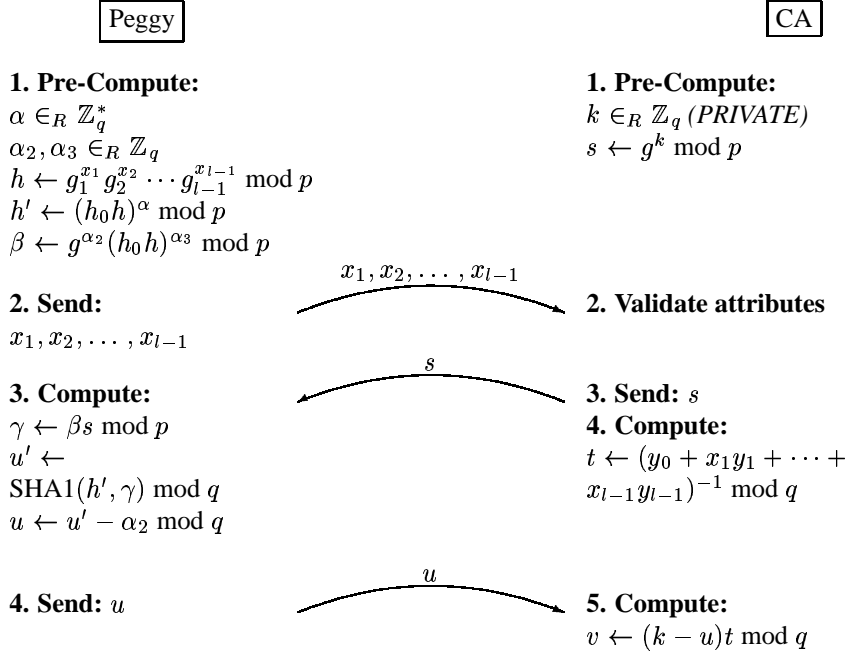 Peggy
CA
1. Pre-Compute:
α ∈_R ℤ_q^*
α_2, α_3 ∈_R ℤ_q
h ← g_1^{x_1} g_2^{x_2} ⋯ g_{l−1}^{x_{l−1}} mod p
h′ ← (h_0h)^α mod p
β ← g^{α_2}(h_0h)^{α_3} mod p
1. Pre-Compute:
k ∈_R ℤ_q (PRIVATE)
s ← g^k mod p
x_1, x_2, … , x_{l−1}
2. Send:
x_1, x_2, … , x_{l−1}
2. Validate attributes
s
3. Compute:
γ ← βs mod p
u′ ←
SHA1(h′, γ) mod q
u ← u′ − α_2 mod q
3. Send: s
4. Compute:
t ← (y_0 + x_1y_1 + ⋯ +
x_{l−1}y_{l−1})^{−1} mod q
u
4. Send: u
5. Compute:
v ← (k − u)t mod q